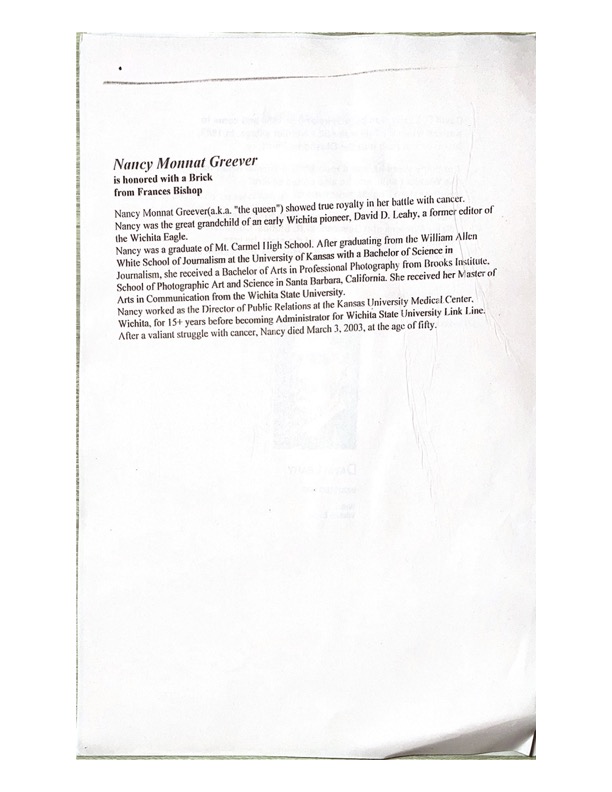 Nancy Monnat Greever
is honored with a Brick
from Frances Bishop
Nancy Monnat Greever(a.k.a. "the queen") showed true royalty in her battle with cancer.
Nancy was the great grandchild of an early Wichita pioneer, David D. Leahy, a former editor of
the Wichita Eagle.
Nancy was a graduate of Mt. Carmel High School. After graduating from the William Allen
White School of Journalism at the University of Kansas with a Bachelor of Science in
Journalism, she received a Bachelor of Arts in Professional Photography from Brooks Institute,
School of Photographic Art and Science in Santa Barbara, California. She received her Master of
Arts in Communication from the Wichita State University.
Nancy worked as the Director of Public Relations at the Kansas University Medical Center,
Wichita, for 15+ years before becoming Administrator for Wichita State University Link Line.
After a valiant struggle with cancer, Nancy died March 3, 2003, at the age of fifty.